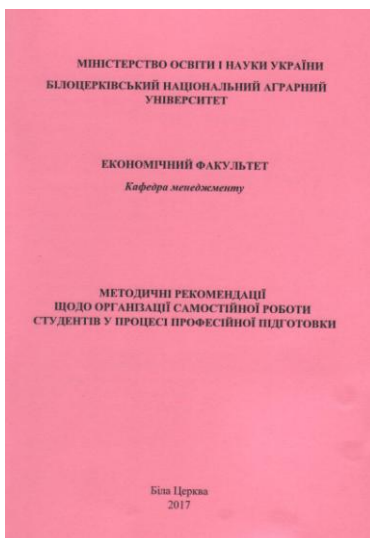 МІНІСТЕРСТВО ОСВІТИ І НАУКИ УКРАЇНИ
БІЛОЦЕРКІВСЬКИЙ НАЦІОНАЛЬНИЙ АГРАРНИЙ
УНІВЕРСИТЕТ
ЕКОНОМІЧНИЙ ФАКУЛЬТЕТ
Кафедра менеджменту
МЕТОДИЧНІ РЕКОМЕНДАЦІЇ
ЩОДО ОРГАНІЗАЦІЇ САМОСТІЙНОЇ РОБОТИ
СТУДЕНТІВ У ПРОЦЕСІ ПРОФЕСІЙНОЇ ПІДГОТОВКИ
Біла Церква
2017